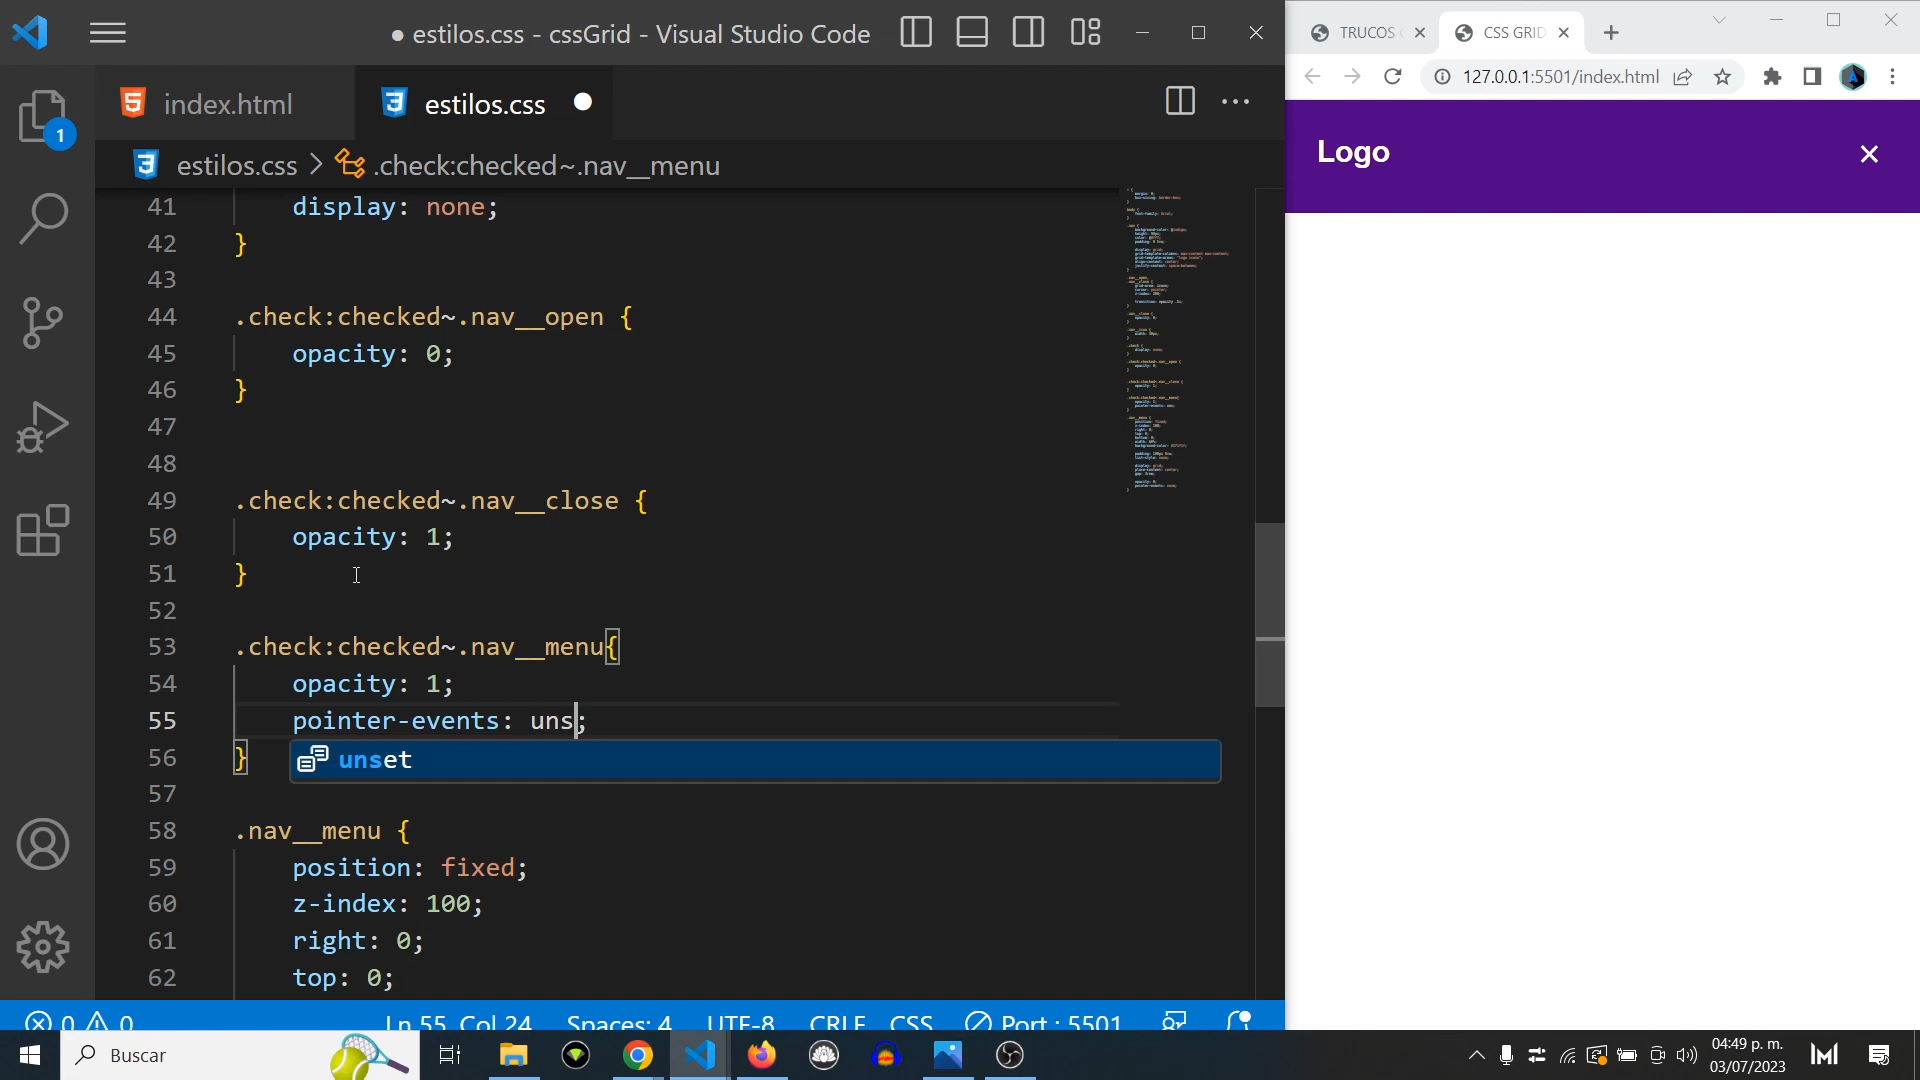 estilos.css - cssGrid - Visual Studio Code
TRUCOS
CSS GRID
index.html
estilos.css
127.0.0.1:5501/index.html
1
estilos.css > .check:checked~.nav__menu
Logo
41 display: none;
42 }
43
44 .check:checked~.nav__open {
45 opacity: 0;
46 }
47
48
49 .check:checked~.nav__close {
50 opacity: 1;
51 }
52
53 .check:checked~.nav__menu{
54 opacity: 1;
55 pointer-events: uns;
56 }
unset
57
58 .nav__menu {
59 position: fixed;
60 z-index: 100;
61 right: 0;
62 top: 0;
0 0 Ln 55, Col 24 Spaces: 4 UTF-8 CRLF CSS Port : 5501
Buscar
04:49 p. m.
03/07/2023